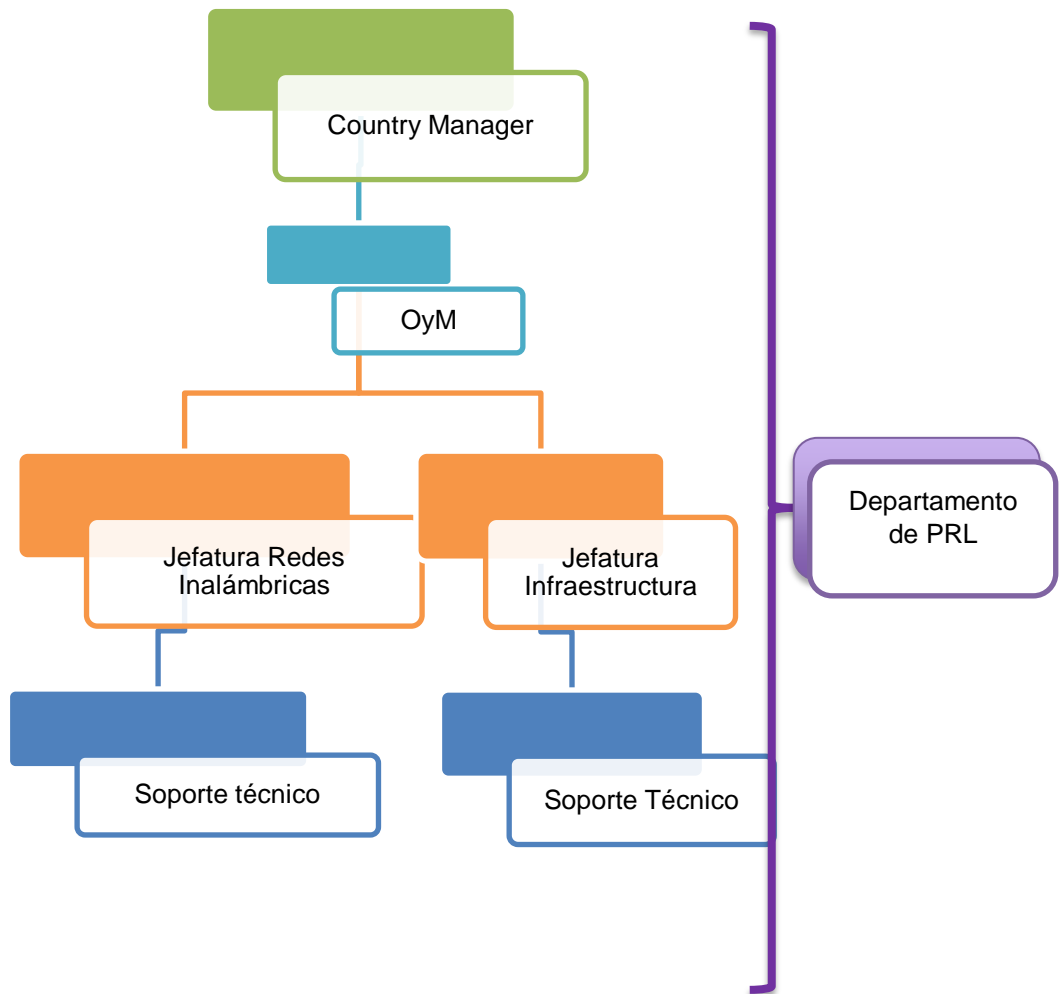 Country Manager
OyM
Jefatura Redes
Inalámbricas
Jefatura
Infraestructura
Soporte técnico
Soporte Técnico
Departamento
de PRL